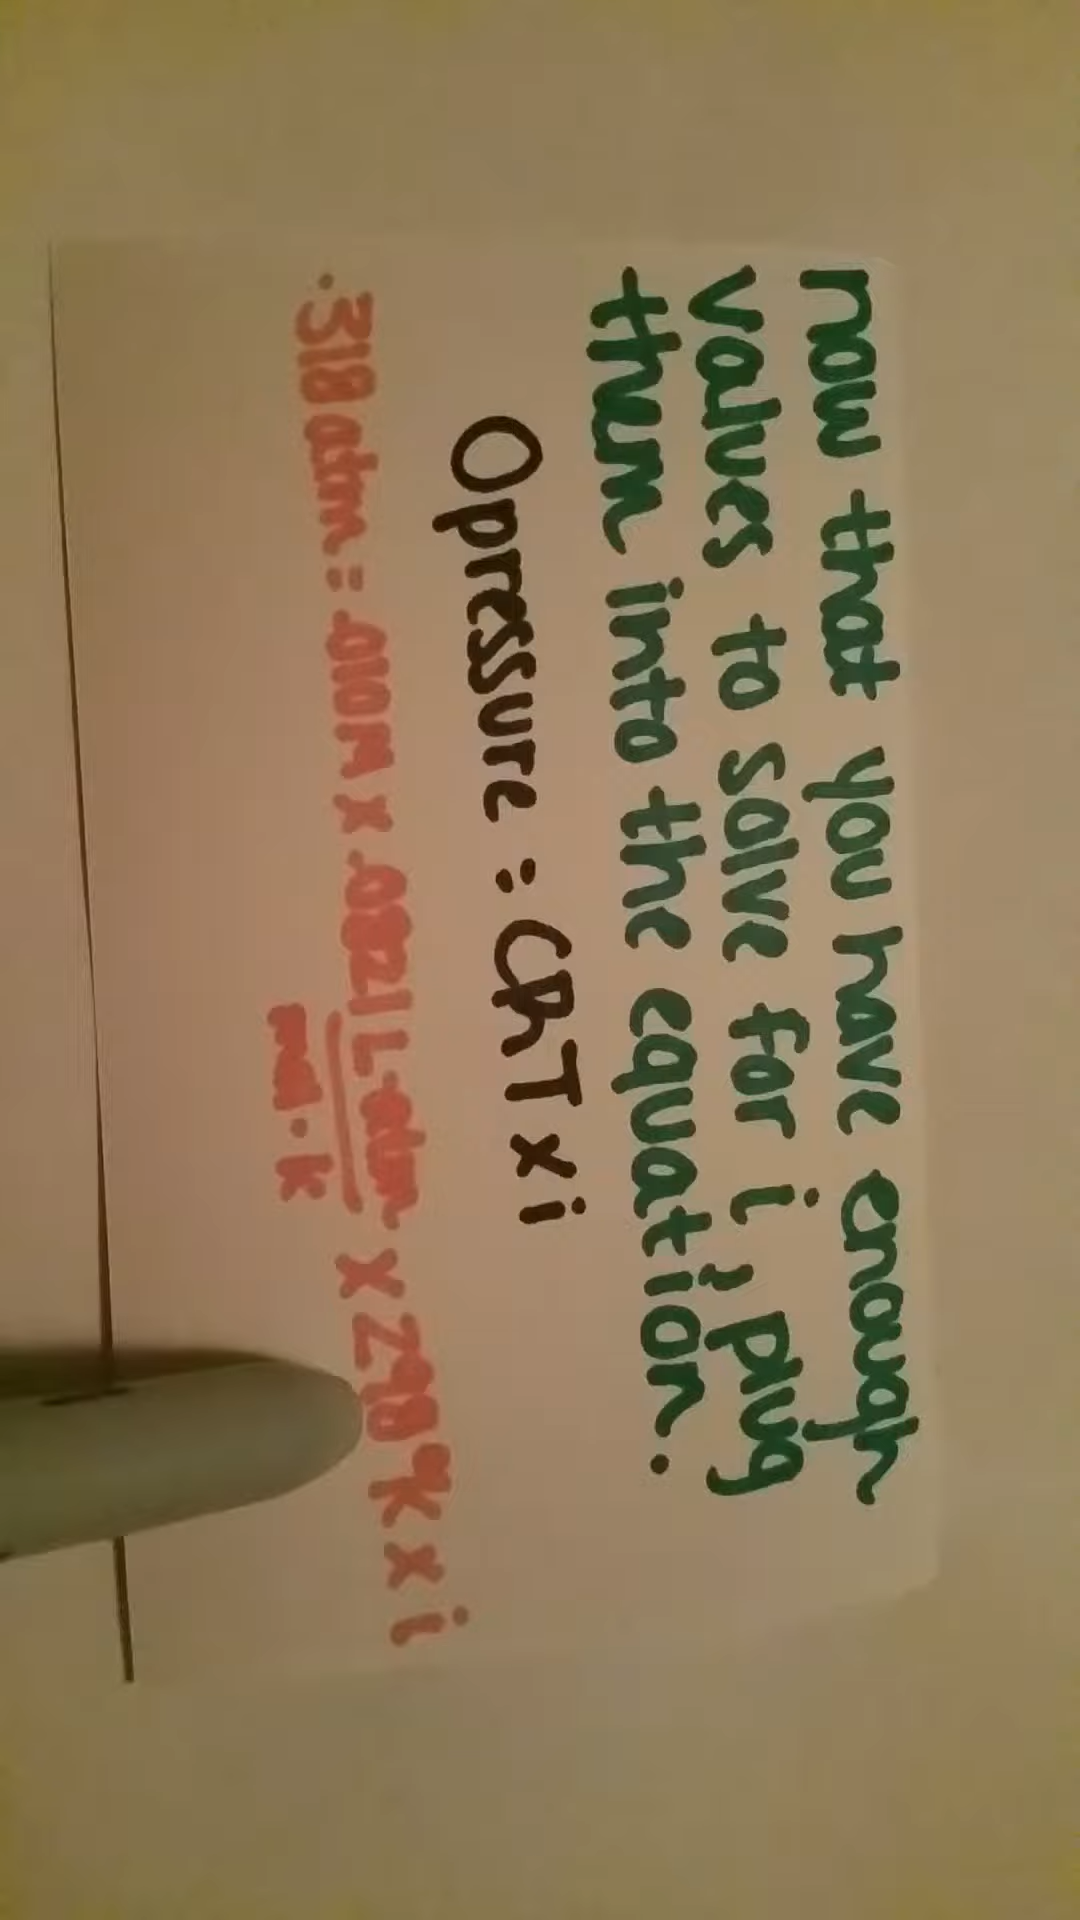 now that you have enough
values to solve for i, plug
them into the equation.
Opressure = CRT x i
.318 atm = .010 M x .0821 L·atm x 298 °K x i
mol·k